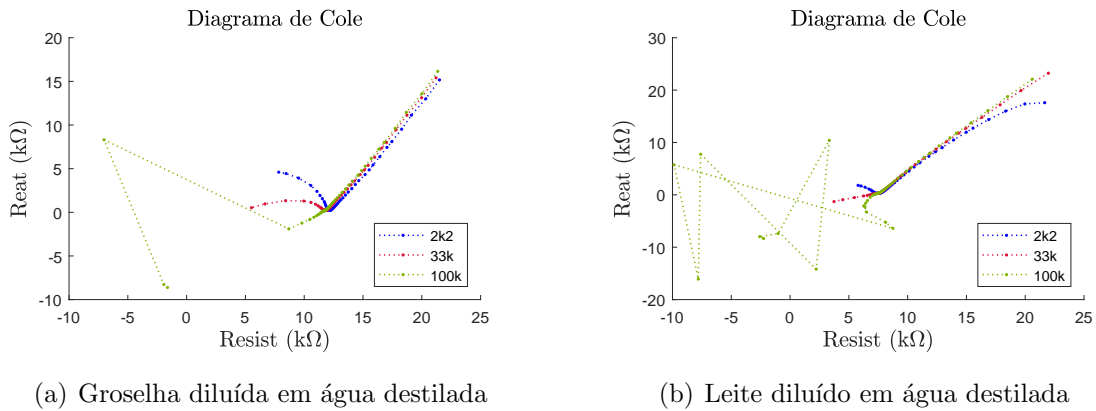 Diagrama de Cole
20
15
10
5
0
-5
-10
-10 -5 0 5 10 15 20 25
Reat (kΩ)
Resist (kΩ)
2k2
33k
100k
(a) Groselha diluída em água destilada
Diagrama de Cole
30
20
10
0
-10
-20
-10 -5 0 5 10 15 20 25
Reat (kΩ)
Resist (kΩ)
2k2
33k
100k
(b) Leite diluído em água destilada